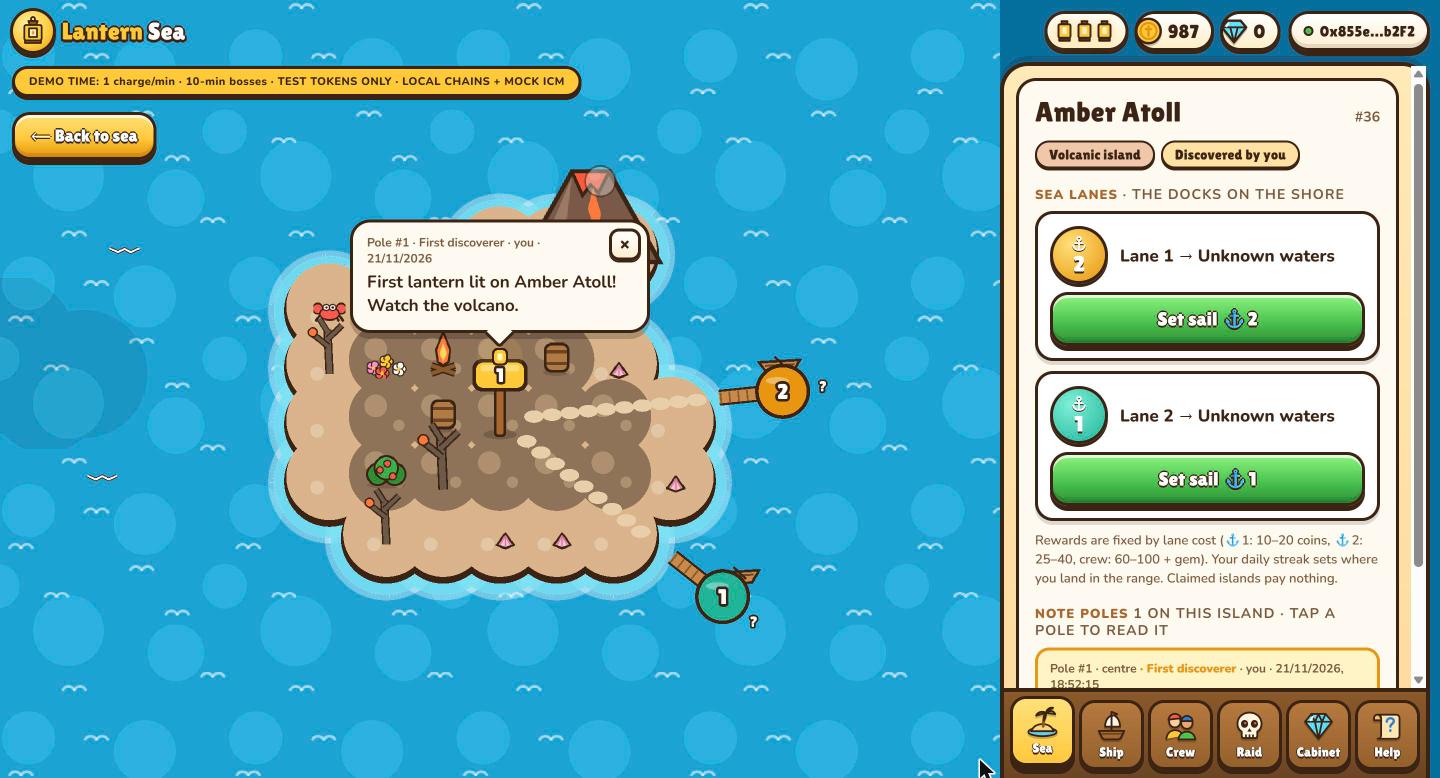 Lantern Sea
987
0
0x855e...b2F2
DEMO TIME: 1 charge/min · 10-min bosses · TEST TOKENS ONLY · LOCAL CHAINS + MOCK ICM
← Back to sea
Pole #1 · First discoverer · you ·
21/11/2026
×
First lantern lit on Amber Atoll!
Watch the volcano.
1
2
?
1
?
Amber Atoll
#36
Volcanic island
Discovered by you
SEA LANES · THE DOCKS ON THE SHORE
2
Lane 1 → Unknown waters
Set sail ⚓2
1
Lane 2 → Unknown waters
Set sail ⚓1
Rewards are fixed by lane cost (⚓1: 10–20 coins, ⚓2:
25–40, crew: 60–100 + gem). Your daily streak sets where
you land in the range. Claimed islands pay nothing.
NOTE POLES 1 ON THIS ISLAND · TAP A
POLE TO READ IT
Pole #1 · centre · First discoverer · you · 21/11/2026,
18:52:15
Sea
Ship
Crew
Raid
Cabinet
?
Help